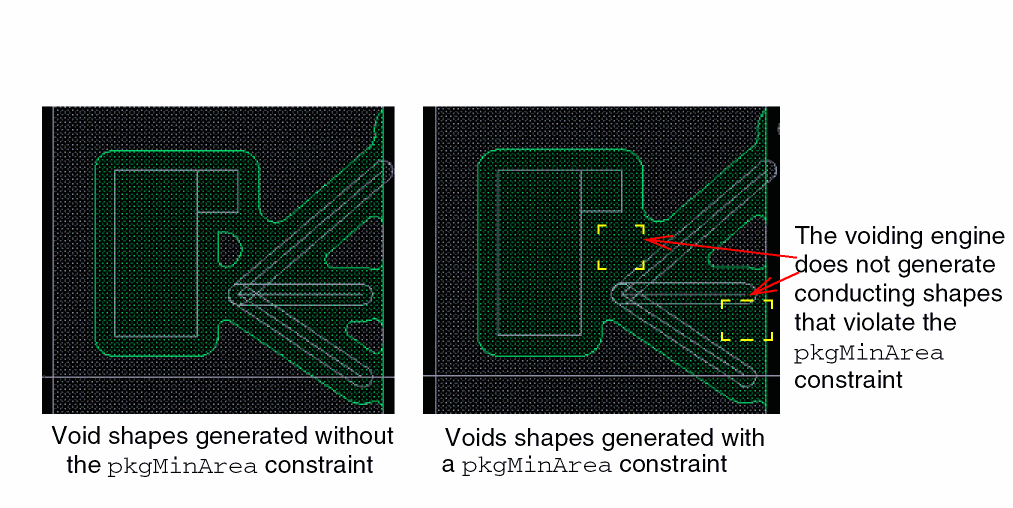 The voiding engine
does not generate
conducting shapes
that violate the
pkgMinArea
constraint
Void shapes generated without
the pkgMinArea constraint
Voids shapes generated with
a pkgMinArea constraint